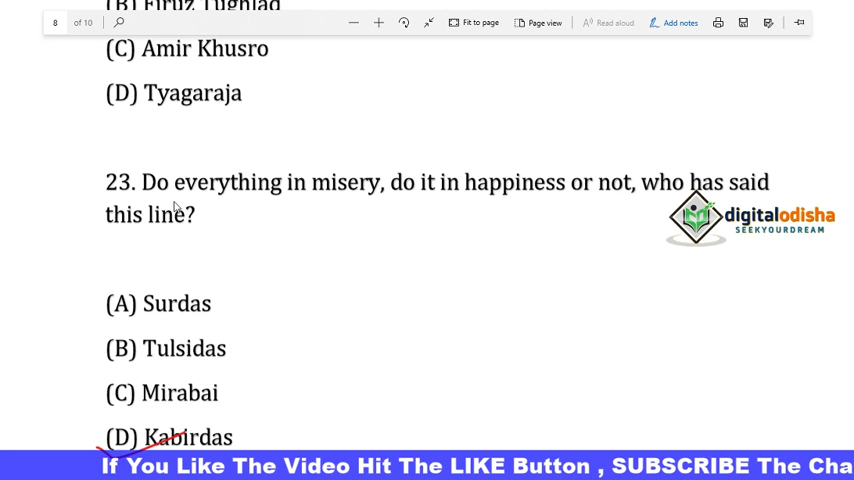 8 of 10 Fit to page Page view Read aloud Add notes
(B) Firuz Tughlad
(C) Amir Khusro
(D) Tyagaraja
23. Do everything in misery, do it in happiness or not, who has said
this line?
digitalodisha
SEEKYOURDREAM
(A) Surdas
(B) Tulsidas
(C) Mirabai
(D) Kabirdas
If You Like The Video Hit The LIKE Button , SUBSCRIBE The Cha